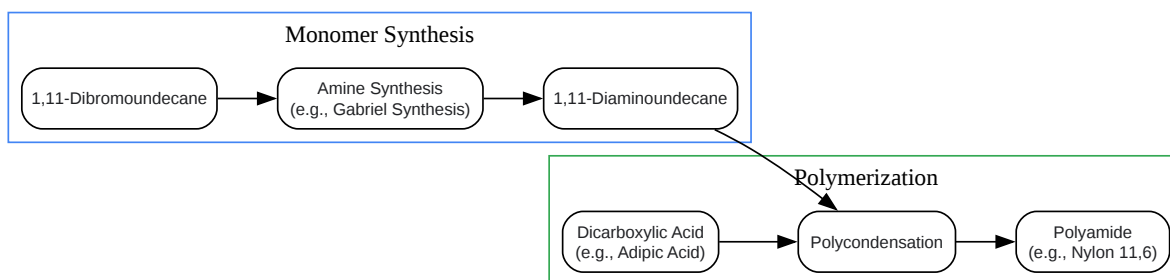 Monomer Synthesis
1,11-Dibromoundecane
Amine Synthesis
(e.g., Gabriel Synthesis)
1,11-Diaminoundecane
Polymerization
Dicarboxylic Acid
(e.g., Adipic Acid)
Polycondensation
Polyamide
(e.g., Nylon 11,6)